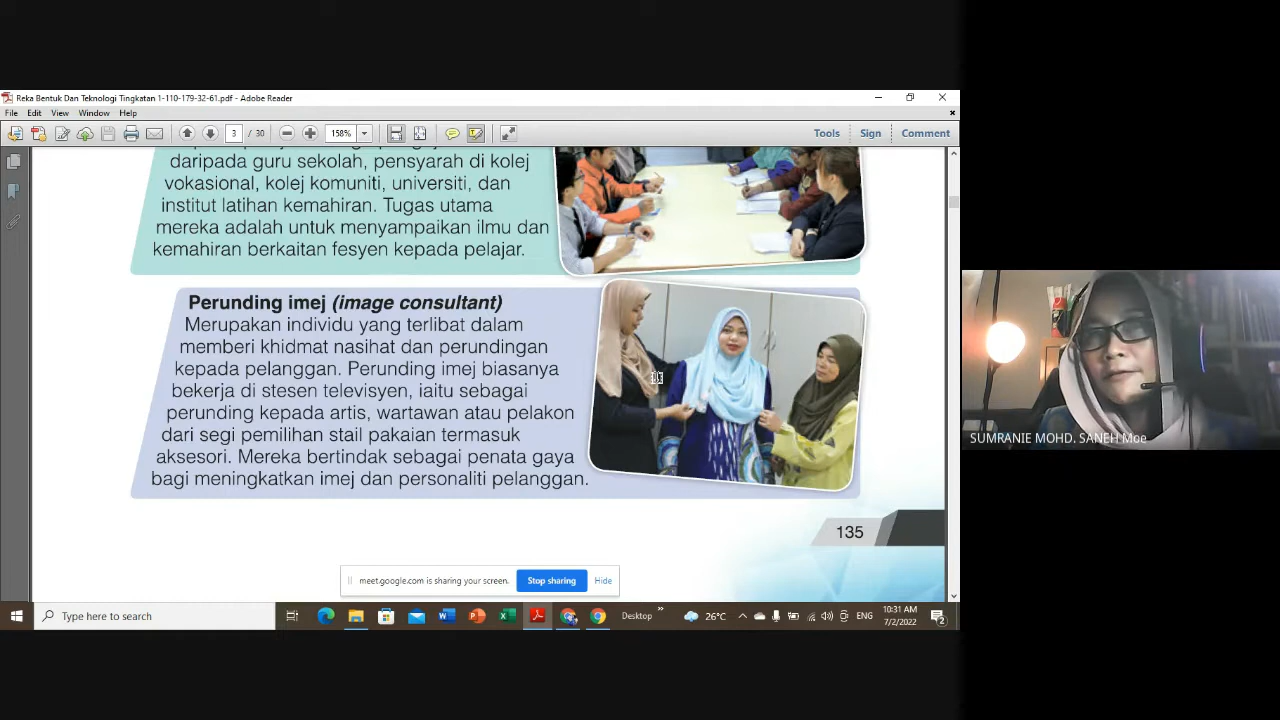 Reka Bentuk Dan Teknologi Tingkatan 1-110-179-32-61.pdf - Adobe Reader
File Edit View Window Help
3 / 30 158% Tools Sign Comment
daripada guru sekolah, pensyarah di kolej
vokasional, kolej komuniti, universiti, dan
institut latihan kemahiran. Tugas utama
mereka adalah untuk menyampaikan ilmu dan
kemahiran berkaitan fesyen kepada pelajar.
Perunding imej (image consultant)
Merupakan individu yang terlibat dalam
memberi khidmat nasihat dan perundingan
kepada pelanggan. Perunding imej biasanya
bekerja di stesen televisyen, iaitu sebagai
perunding kepada artis, wartawan atau pelakon
dari segi pemilihan stail pakaian termasuk
aksesori. Mereka bertindak sebagai penata gaya
bagi meningkatkan imej dan personaliti pelanggan.
135
SUMRANIE MOHD. SANEH Moe
meet.google.com is sharing your screen. Stop sharing Hide
Type here to search Desktop 26°C ENG
10:31 AM
7/2/2022
2